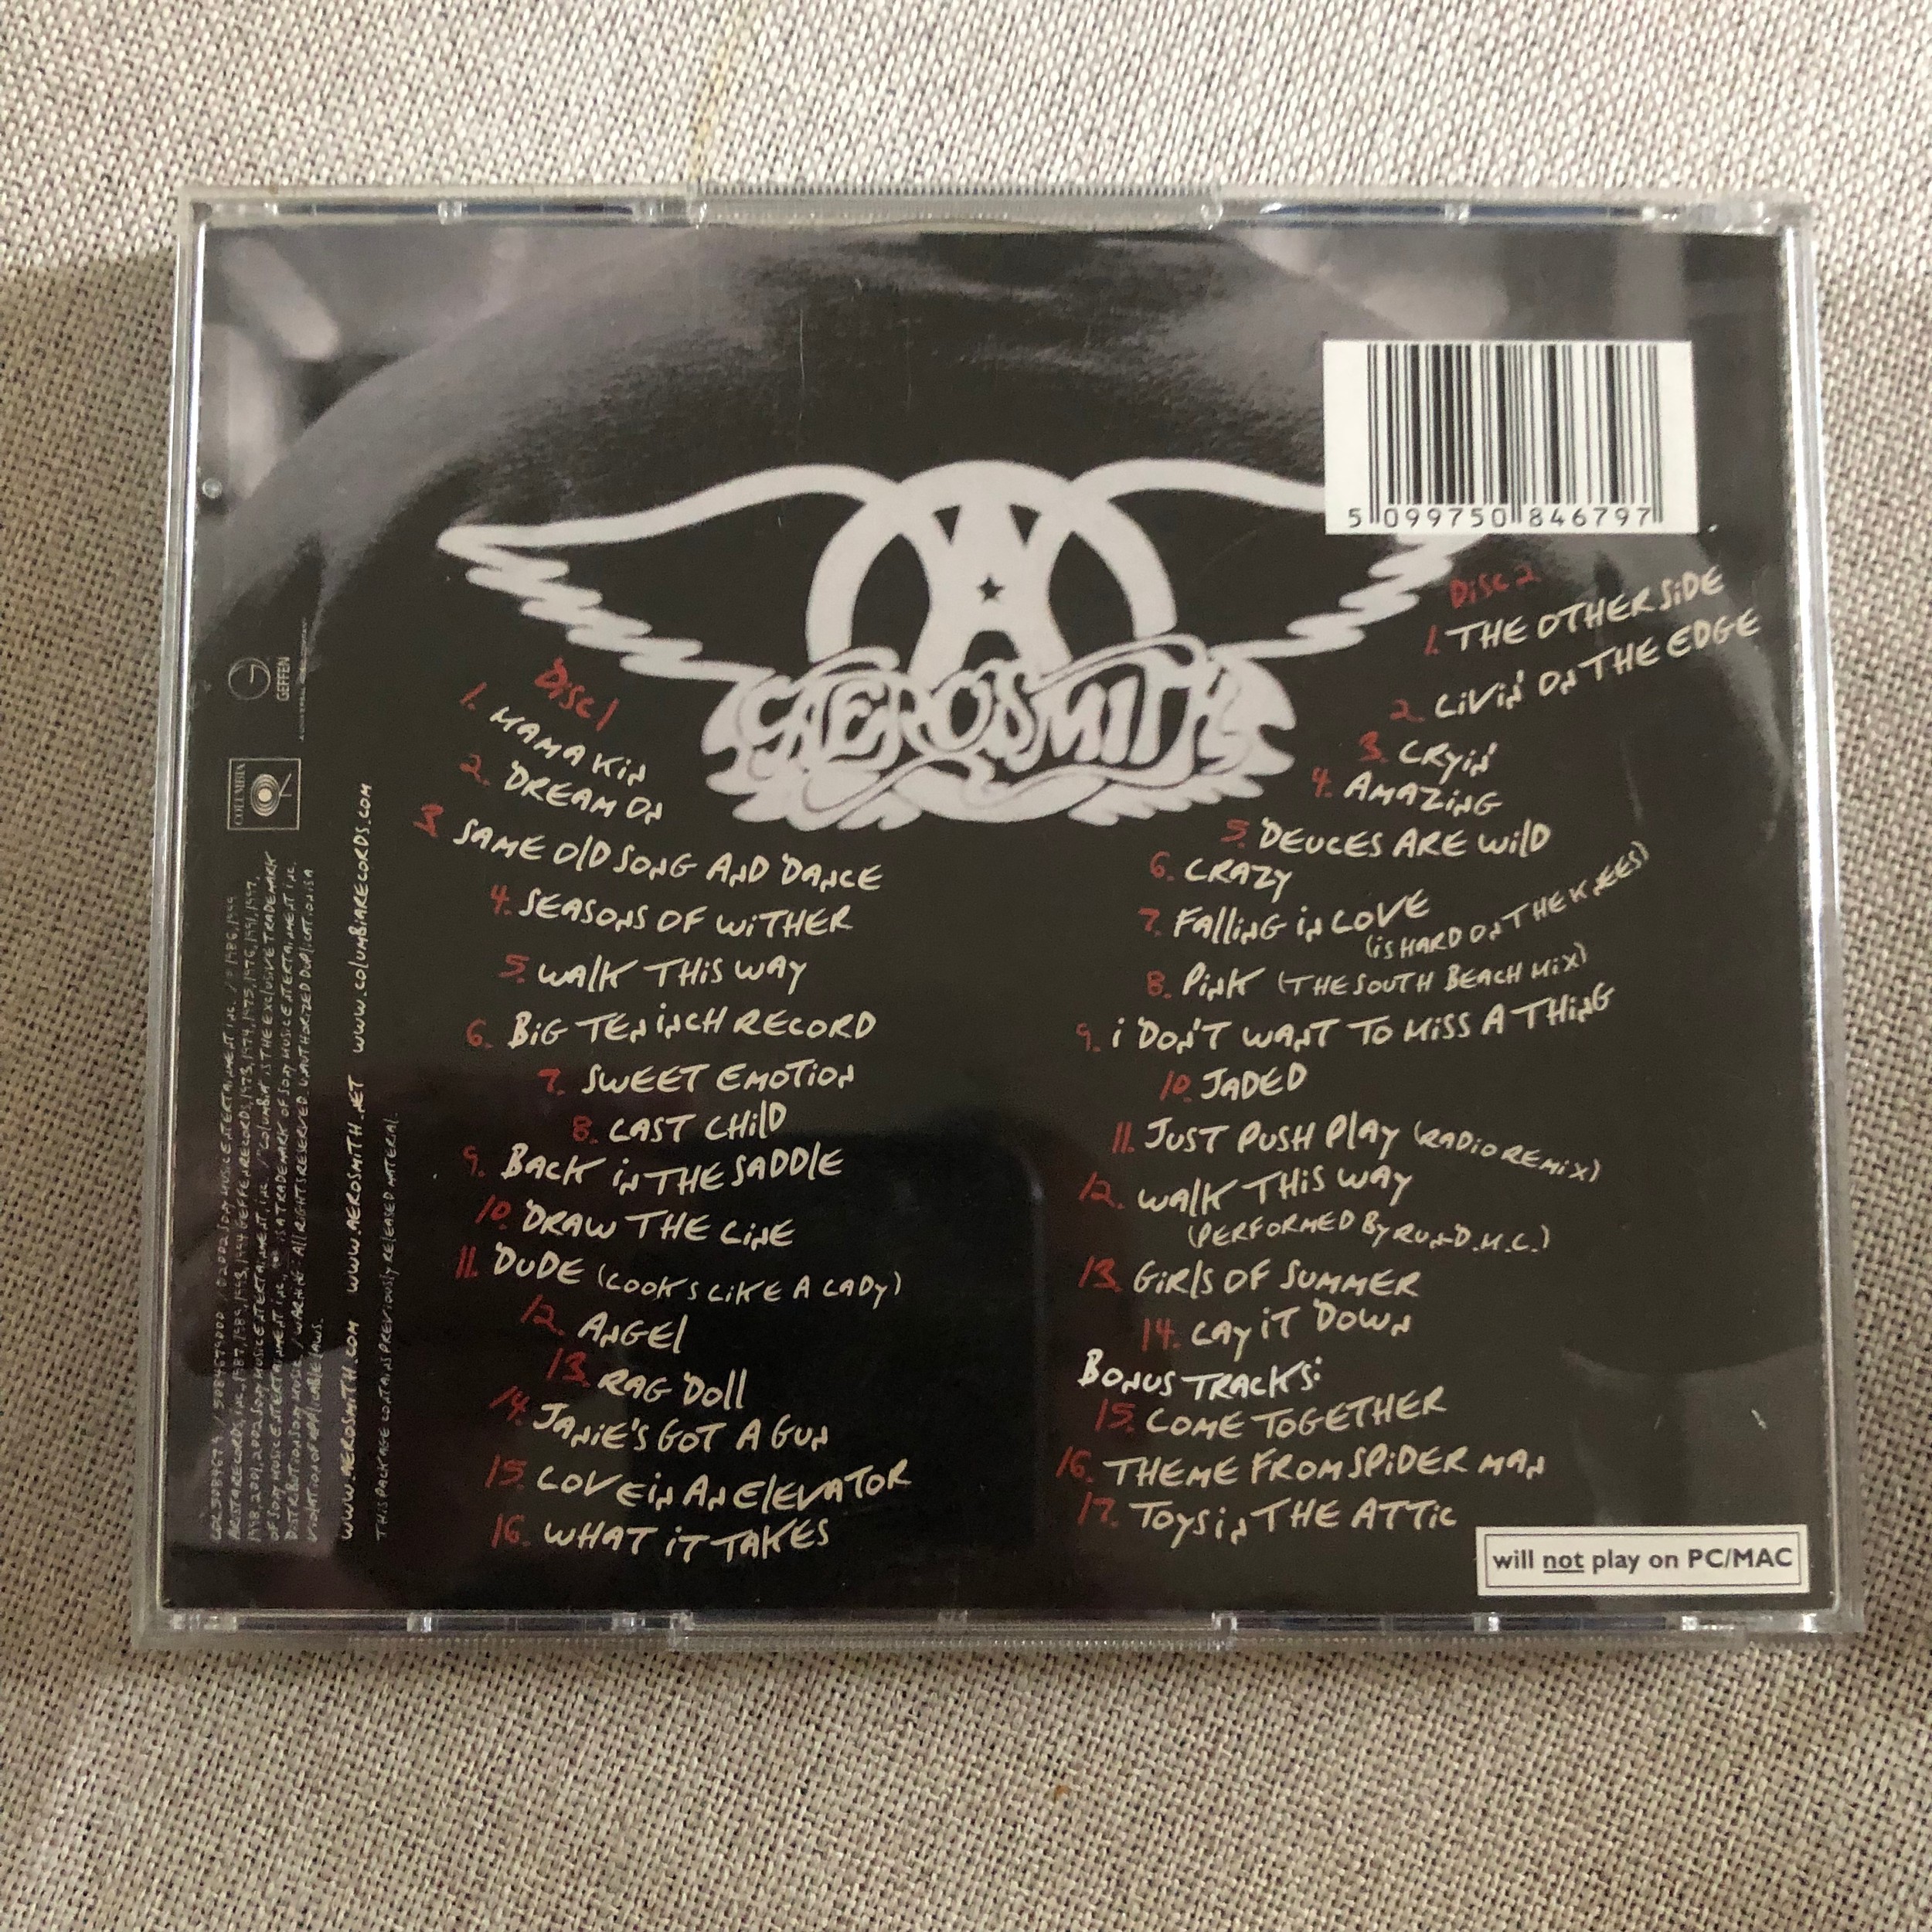 5 099750 846797
AEROSMITH
Disc 1
1. MAMA KIN
2. DREAM ON
3. SAME OLD SONG AND DANCE
4. SEASONS OF WITHER
5. WALK THIS WAY
6. BIG TEN INCH RECORD
7. SWEET EMOTION
8. LAST CHILD
9. BACK IN THE SADDLE
10. DRAW THE LINE
11. DUDE (LOOKS LIKE A LADY)
12. ANGEL
13. RAG DOLL
14. JANIE'S GOT A GUN
15. LOVE IN AN ELEVATOR
16. WHAT IT TAKES
Disc 2
1. THE OTHER SIDE
2. LIVIN' ON THE EDGE
3. CRYIN'
4. AMAZING
5. DEUCES ARE WILD
6. CRAZY
7. FALLING IN LOVE
(IS HARD ON THE KNEES)
8. PINK (THE SOUTH BEACH MIX)
9. I DON'T WANT TO MISS A THING
10. JADED
11. JUST PUSH PLAY (RADIO REMIX)
12. WALK THIS WAY
(PERFORMED BY RUN-D.M.C.)
13. GIRLS OF SUMMER
14. LAY IT DOWN
BONUS TRACKS:
15. COME TOGETHER
16. THEME FROM SPIDER MAN
17. TOYS IN THE ATTIC
will not play on PC/MAC
GEFFEN
COLUMBIA
WWW.AEROSMITH.COM WWW.AEROSMITH.NET WWW.COLUMBIARECORDS.COM
THIS PACKAGE CONTAINS PREVIOUSLY RELEASED MATERIAL.